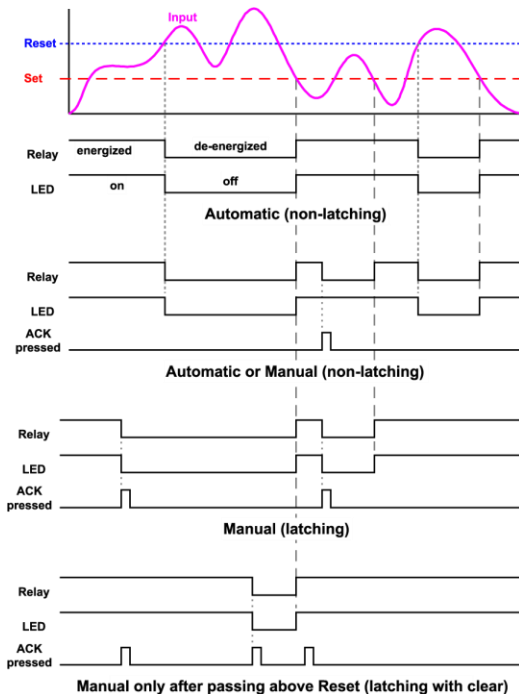 Input
Reset
Set
Relay energized de-energized
LED on off
Automatic (non-latching)
Relay
LED
ACK
pressed
Automatic or Manual (non-latching)
Relay
LED
ACK
pressed
Manual (latching)
Relay
LED
ACK
pressed
Manual only after passing above Reset (latching with clear)